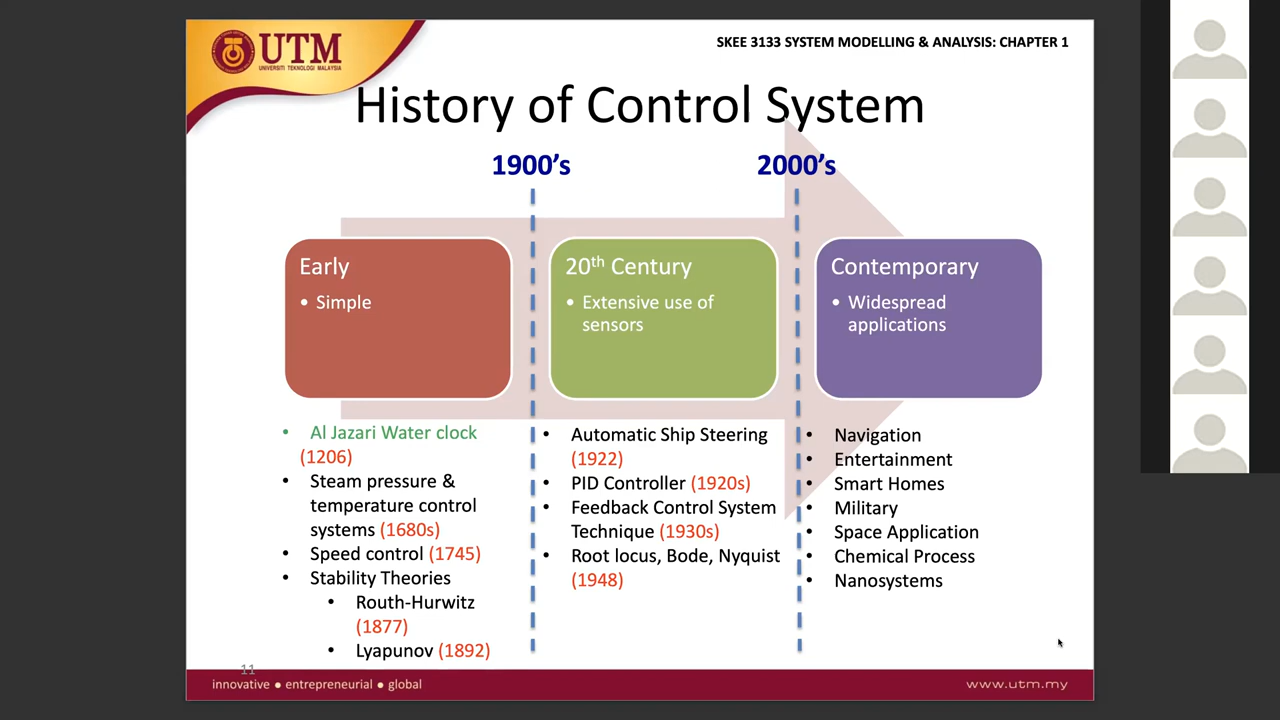 UTM
UNIVERSITI TEKNOLOGI MALAYSIA
SKEE 3133 SYSTEM MODELLING & ANALYSIS: CHAPTER 1
History of Control System
1900’s
2000’s
Early
• Simple
20th Century
• Extensive use of
sensors
Contemporary
• Widespread
applications
• Al Jazari Water clock
(1206)
• Steam pressure &
temperature control
systems (1680s)
• Speed control (1745)
• Stability Theories
• Routh-Hurwitz
(1877)
• Lyapunov (1892)
• Automatic Ship Steering
(1922)
• PID Controller (1920s)
• Feedback Control System
Technique (1930s)
• Root locus, Bode, Nyquist
(1948)
• Navigation
• Entertainment
• Smart Homes
• Military
• Space Application
• Chemical Process
• Nanosystems
11
innovative ● entrepreneurial ● global
www.utm.my